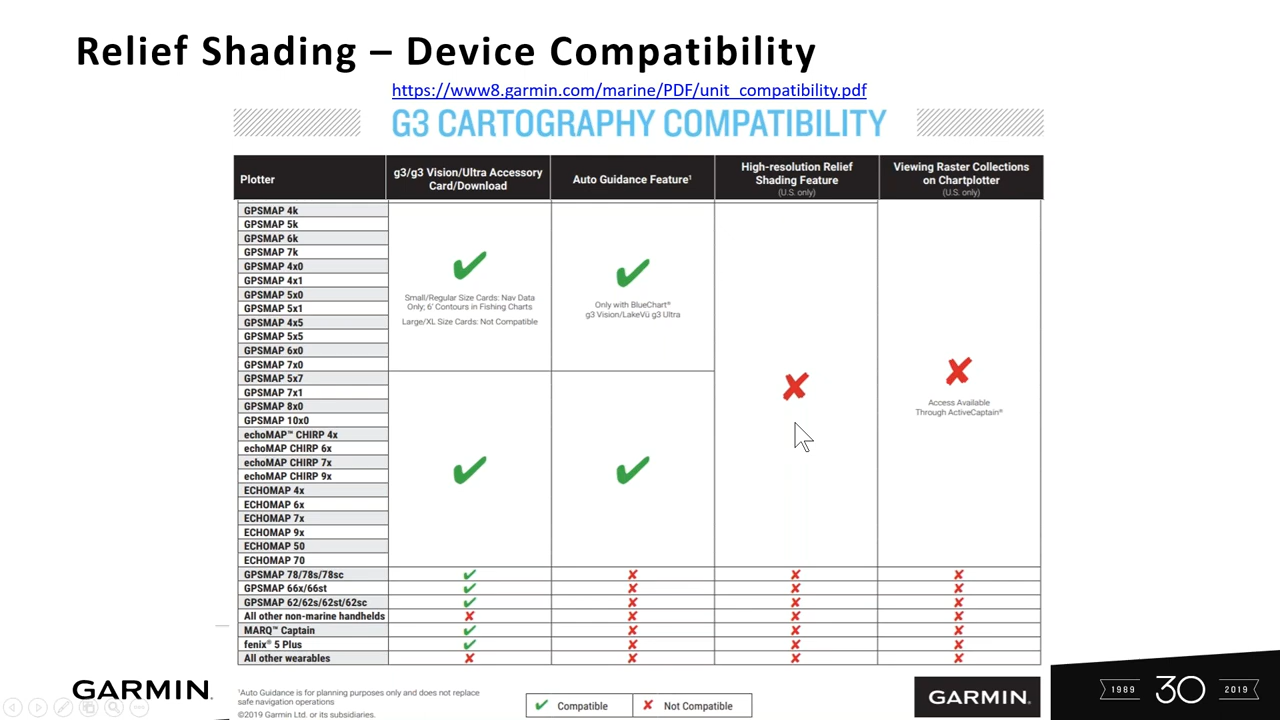 Relief Shading – Device Compatibility
https://www8.garmin.com/marine/PDF/unit_compatibility.pdf
G3 CARTOGRAPHY COMPATIBILITY
Plotter
g3/g3 Vision/Ultra Accessory
Card/Download
Auto Guidance Feature¹
High-resolution Relief
Shading Feature
(U.S. only)
Viewing Raster Collections
on Chartplotter
(U.S. only)
GPSMAP 4k
GPSMAP 5k
GPSMAP 6k
GPSMAP 7k
GPSMAP 4x0
GPSMAP 4x1
GPSMAP 5x0
GPSMAP 5x1
GPSMAP 4x5
GPSMAP 5x5
GPSMAP 6x0
GPSMAP 7x0
✔
Small/Regular Size Cards: Nav Data
Only; 6' Contours in Fishing Charts
Large/XL Size Cards: Not Compatible
✔
Only with BlueChart®
g3 Vision/LakeVü g3 Ultra
GPSMAP 5x7
GPSMAP 7x1
GPSMAP 8x0
GPSMAP 10x0
echoMAP™ CHIRP 4x
echoMAP CHIRP 6x
echoMAP CHIRP 7x
echoMAP CHIRP 9x
ECHOMAP 4x
ECHOMAP 6x
ECHOMAP 7x
ECHOMAP 9x
ECHOMAP 50
ECHOMAP 70
✔ ✔
✘
✘
Access Available
Through ActiveCaptain®
GPSMAP 78/78s/78sc ✔ ✘ ✘ ✘
GPSMAP 66x/66st ✔ ✘ ✘ ✘
GPSMAP 62/62s/62st/62sc ✔ ✘ ✘ ✘
All other non-marine handhelds ✘ ✘ ✘ ✘
MARQ™ Captain ✔ ✘ ✘ ✘
fenix® 5 Plus ✔ ✘ ✘ ✘
All other wearables ✘ ✘ ✘ ✘
¹Auto Guidance is for planning purposes only and does not replace
safe navigation operations
©2019 Garmin Ltd. or its subsidiaries.
✔ Compatible ✘ Not Compatible
GARMIN.
GARMIN.
1989 30 2019